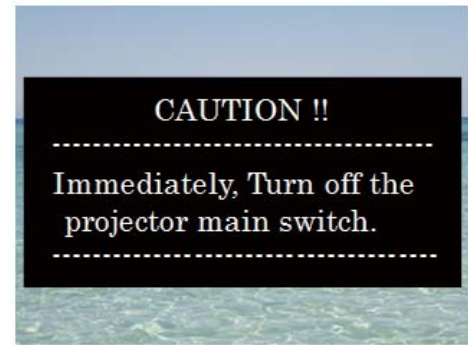 CAUTION !!
Immediately, Turn off the
projector main switch.